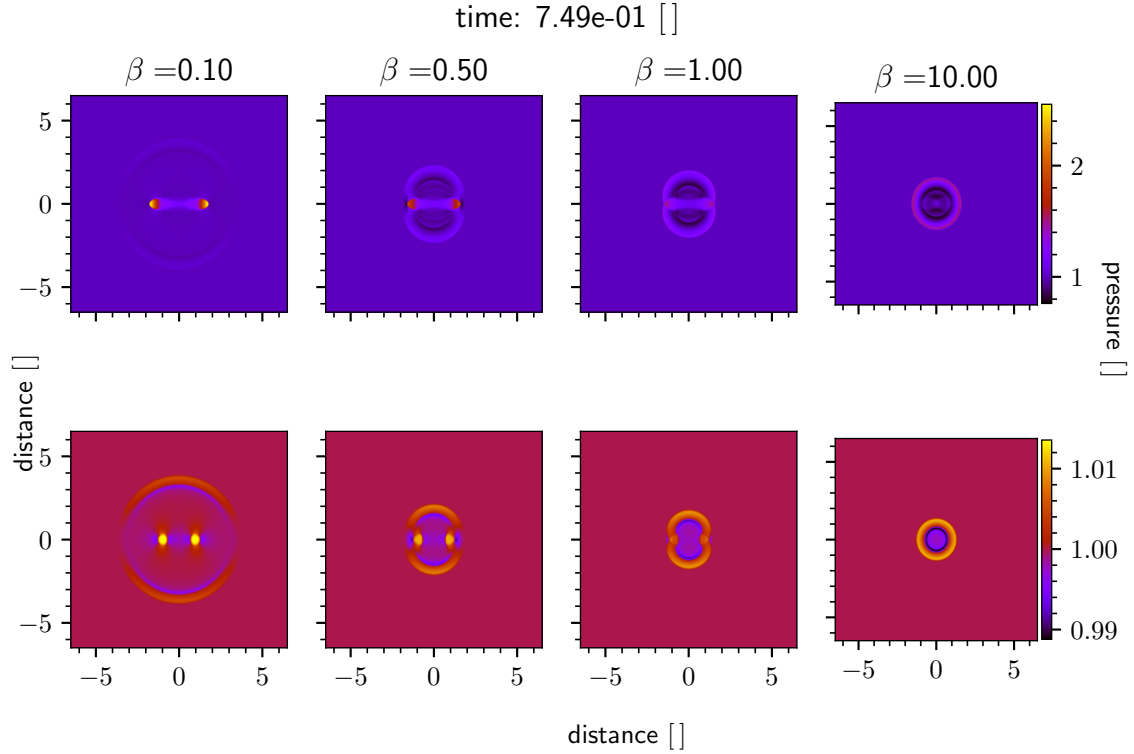 time: 7.49e-01 [ ]
β =0.10
β =0.50
β =1.00
β =10.00
5
0
−5
2
1
pressure [ ]
distance [ ]
5
0
−5
1.01
1.00
0.99
−5 0 5
−5 0 5
−5 0 5
−5 0 5
distance [ ]